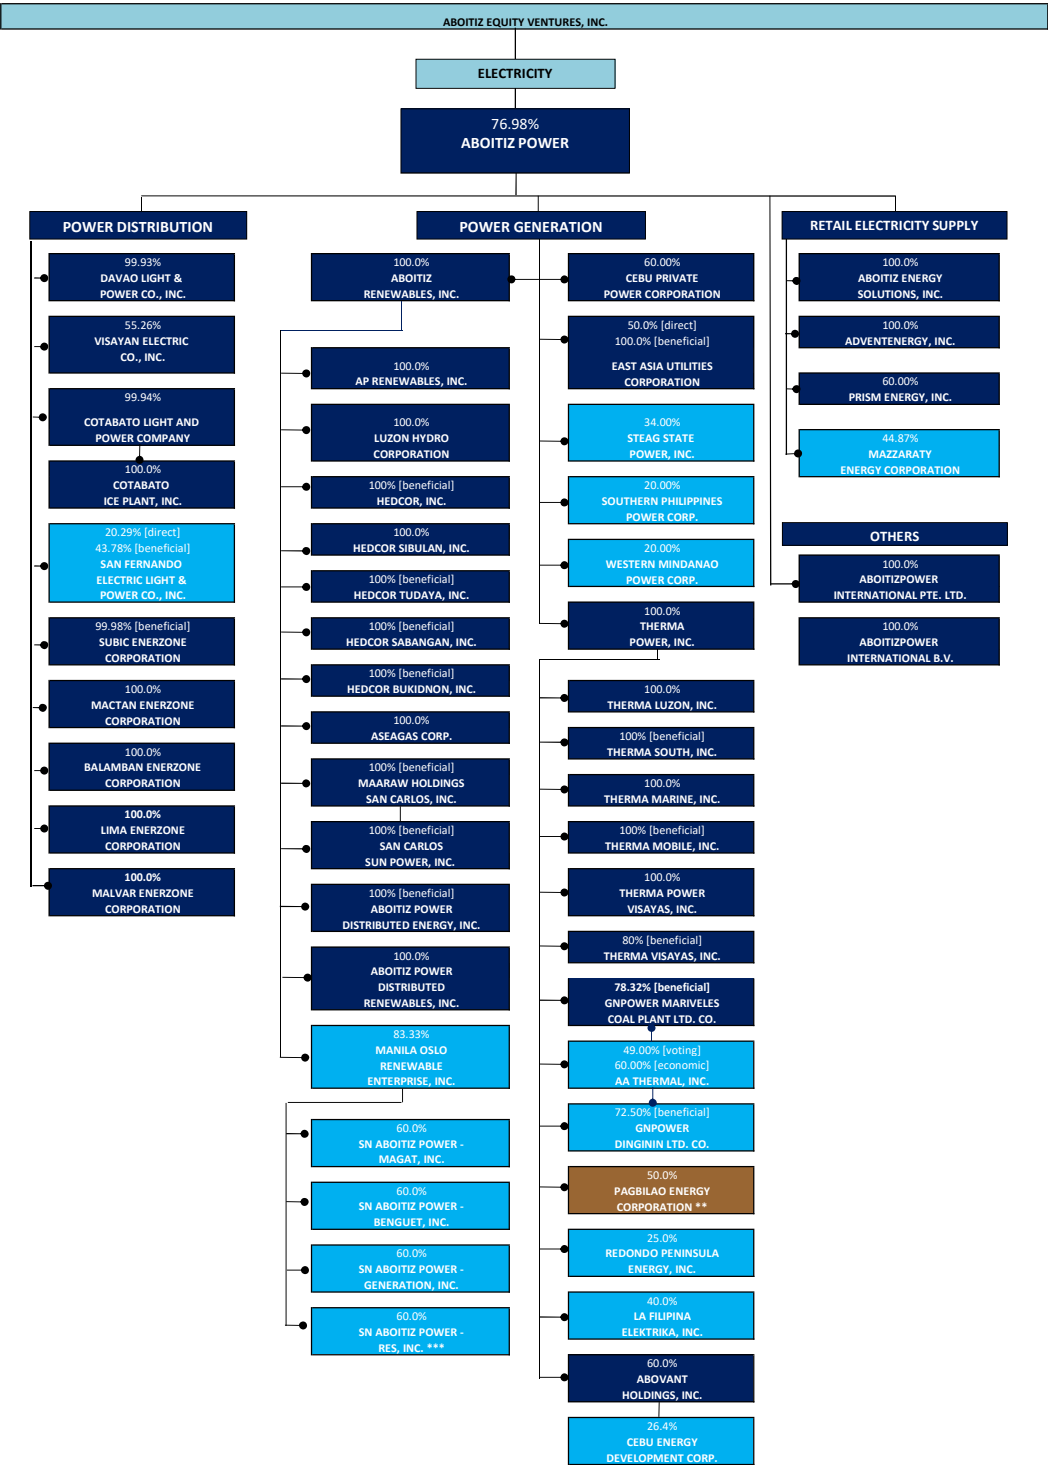 ABOITIZ EQUITY VENTURES, INC.
ELECTRICITY
76.98%
ABOITIZ POWER
POWER DISTRIBUTION
99.93%
DAVAO LIGHT &
POWER CO., INC.
55.26%
VISAYAN ELECTRIC
CO., INC.
99.94%
COTABATO LIGHT AND
POWER COMPANY
100.0%
COTABATO
ICE PLANT, INC.
20.29% [direct]
43.78% [beneficial]
SAN FERNANDO
ELECTRIC LIGHT &
POWER CO., INC.
99.98% [beneficial]
SUBIC ENERZONE
CORPORATION
100.0%
MACTAN ENERZONE
CORPORATION
100.0%
BALAMBAN ENERZONE
CORPORATION
100.0%
LIMA ENERZONE
CORPORATION
100.0%
MALVAR ENERZONE
CORPORATION
POWER GENERATION
100.0%
ABOITIZ
RENEWABLES, INC.
100.0%
AP RENEWABLES, INC.
100.0%
LUZON HYDRO
CORPORATION
100% [beneficial]
HEDCOR, INC.
100.0%
HEDCOR SIBULAN, INC.
100% [beneficial]
HEDCOR TUDAYA, INC.
100% [beneficial]
HEDCOR SABANGAN, INC.
100% [beneficial]
HEDCOR BUKIDNON, INC.
100.0%
ASEAGAS CORP.
100% [beneficial]
MAARAW HOLDINGS
SAN CARLOS, INC.
100% [beneficial]
SAN CARLOS
SUN POWER, INC.
100% [beneficial]
ABOITIZ POWER
DISTRIBUTED ENERGY, INC.
100.0%
ABOITIZ POWER
DISTRIBUTED
RENEWABLES, INC.
83.33%
MANILA OSLO
RENEWABLE
ENTERPRISE, INC.
60.0%
SN ABOITIZ POWER -
MAGAT, INC.
60.0%
SN ABOITIZ POWER -
BENGUET, INC.
60.0%
SN ABOITIZ POWER -
GENERATION, INC.
60.0%
SN ABOITIZ POWER -
RES, INC. ***
60.00%
CEBU PRIVATE
POWER CORPORATION
50.0% [direct]
100.0% [beneficial]
EAST ASIA UTILITIES
CORPORATION
34.00%
STEAG STATE
POWER, INC.
20.00%
SOUTHERN PHILIPPINES
POWER CORP.
20.00%
WESTERN MINDANAO
POWER CORP.
100.0%
THERMA
POWER, INC.
100.0%
THERMA LUZON, INC.
100% [beneficial]
THERMA SOUTH, INC.
100.0%
THERMA MARINE, INC.
100% [beneficial]
THERMA MOBILE, INC.
100.0%
THERMA POWER
VISAYAS, INC.
80% [beneficial]
THERMA VISAYAS, INC.
78.32% [beneficial]
GNPOWER MARIVELES
COAL PLANT LTD. CO.
49.00% [voting]
60.00% [economic]
AA THERMAL, INC.
72.50% [beneficial]
GNPOWER
DINGININ LTD. CO.
50.0%
PAGBILAO ENERGY
CORPORATION **
25.0%
REDONDO PENINSULA
ENERGY, INC.
40.0%
LA FILIPINA
ELEKTRIKA, INC.
60.0%
ABOVANT
HOLDINGS, INC.
26.4%
CEBU ENERGY
DEVELOPMENT CORP.
RETAIL ELECTRICITY SUPPLY
100.0%
ABOITIZ ENERGY
SOLUTIONS, INC.
100.0%
ADVENTENERGY, INC.
60.00%
PRISM ENERGY, INC.
44.87%
MAZZARATY
ENERGY CORPORATION
OTHERS
100.0%
ABOITIZPOWER
INTERNATIONAL PTE. LTD.
100.0%
ABOITIZPOWER
INTERNATIONAL B.V.